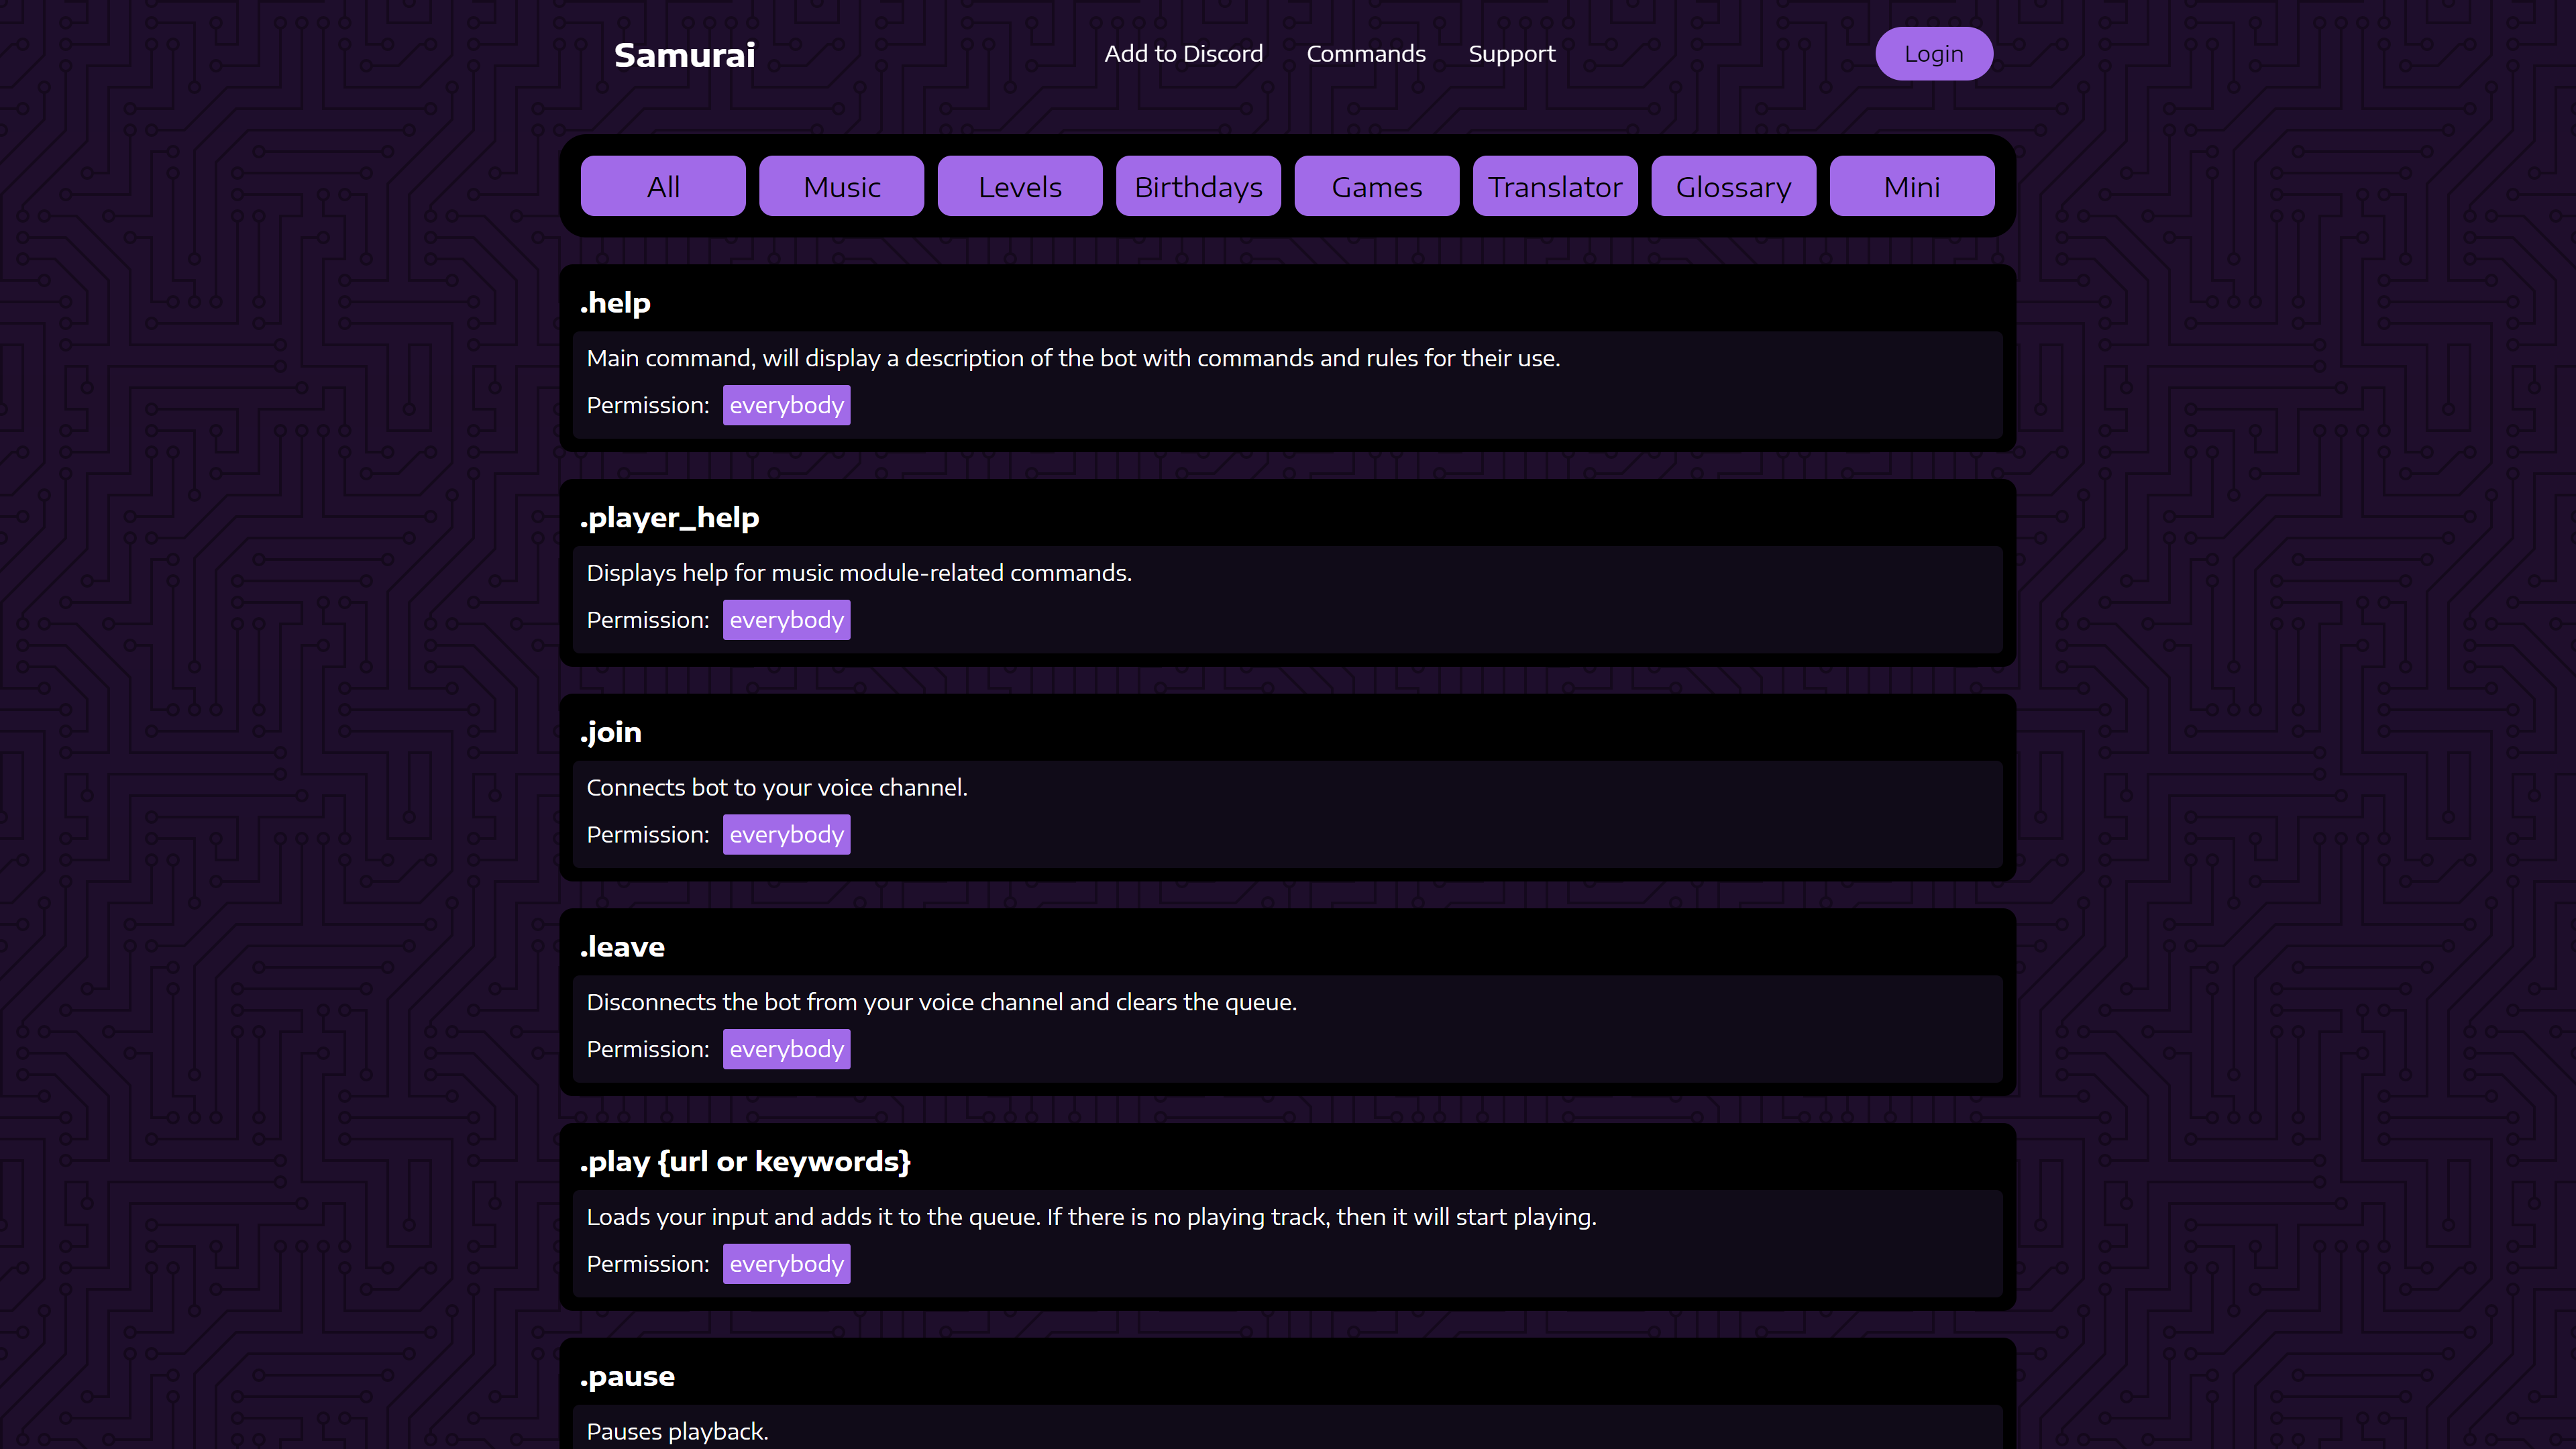 Samurai
Add to Discord Commands Support
Login
All Music Levels Birthdays Games Translator Glossary Mini
.help
Main command, will display a description of the bot with commands and rules for their use.
Permission: everybody
.player_help
Displays help for music module-related commands.
Permission: everybody
.join
Connects bot to your voice channel.
Permission: everybody
.leave
Disconnects the bot from your voice channel and clears the queue.
Permission: everybody
.play {url or keywords}
Loads your input and adds it to the queue. If there is no playing track, then it will start playing.
Permission: everybody
.pause
Pauses playback.